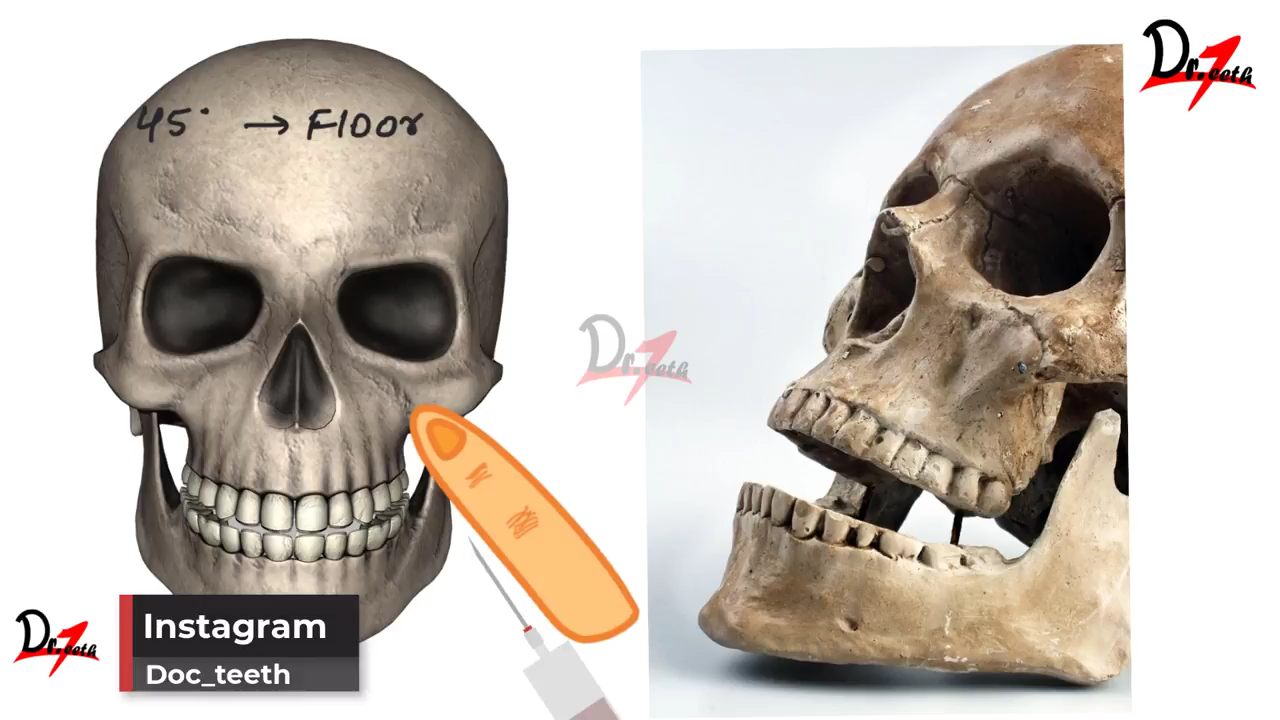 45° → Floor
Dr. Teeth
Dr. Teeth
Instagram
Doc_teeth
Dr. Teeth